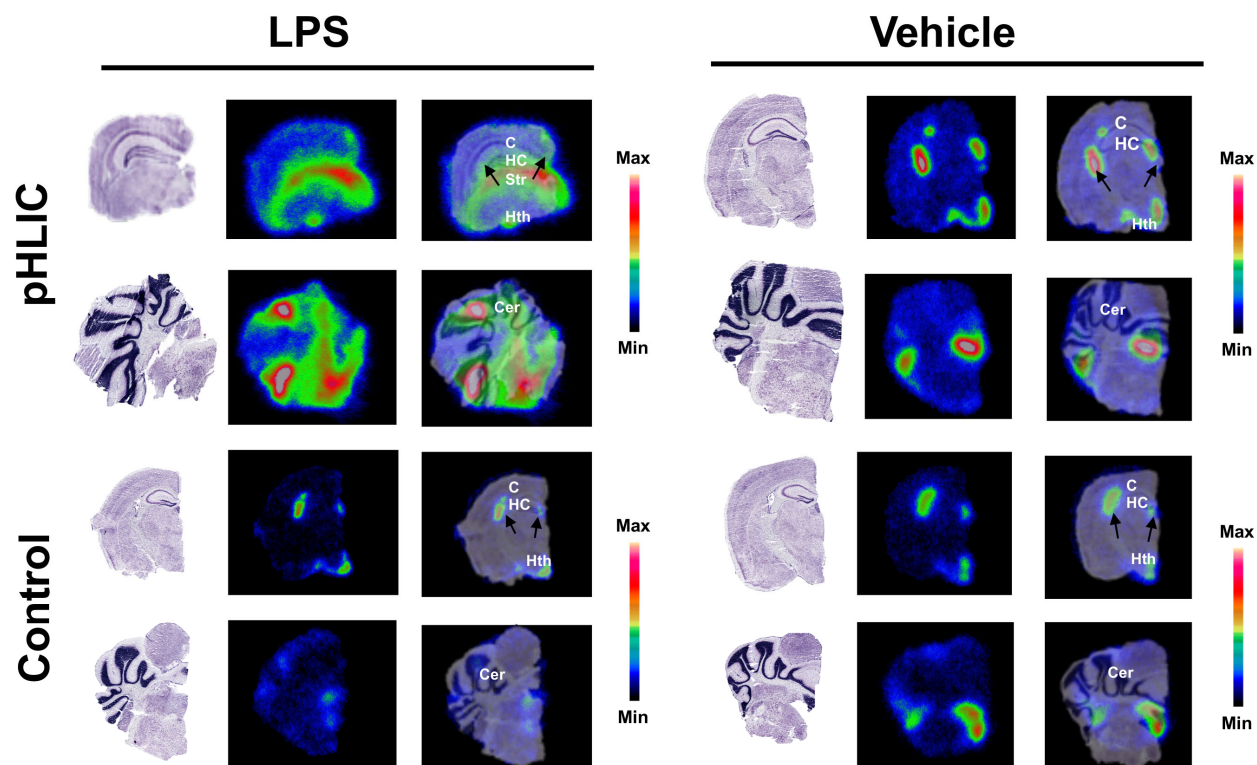 LPS
Vehicle
pHLIC
C
HC
Str
Hth
Max
Min
C
HC
Hth
Max
Min
Cer
Cer
Control
C
HC
Hth
Max
Min
C
HC
Hth
Max
Min
Cer
Cer